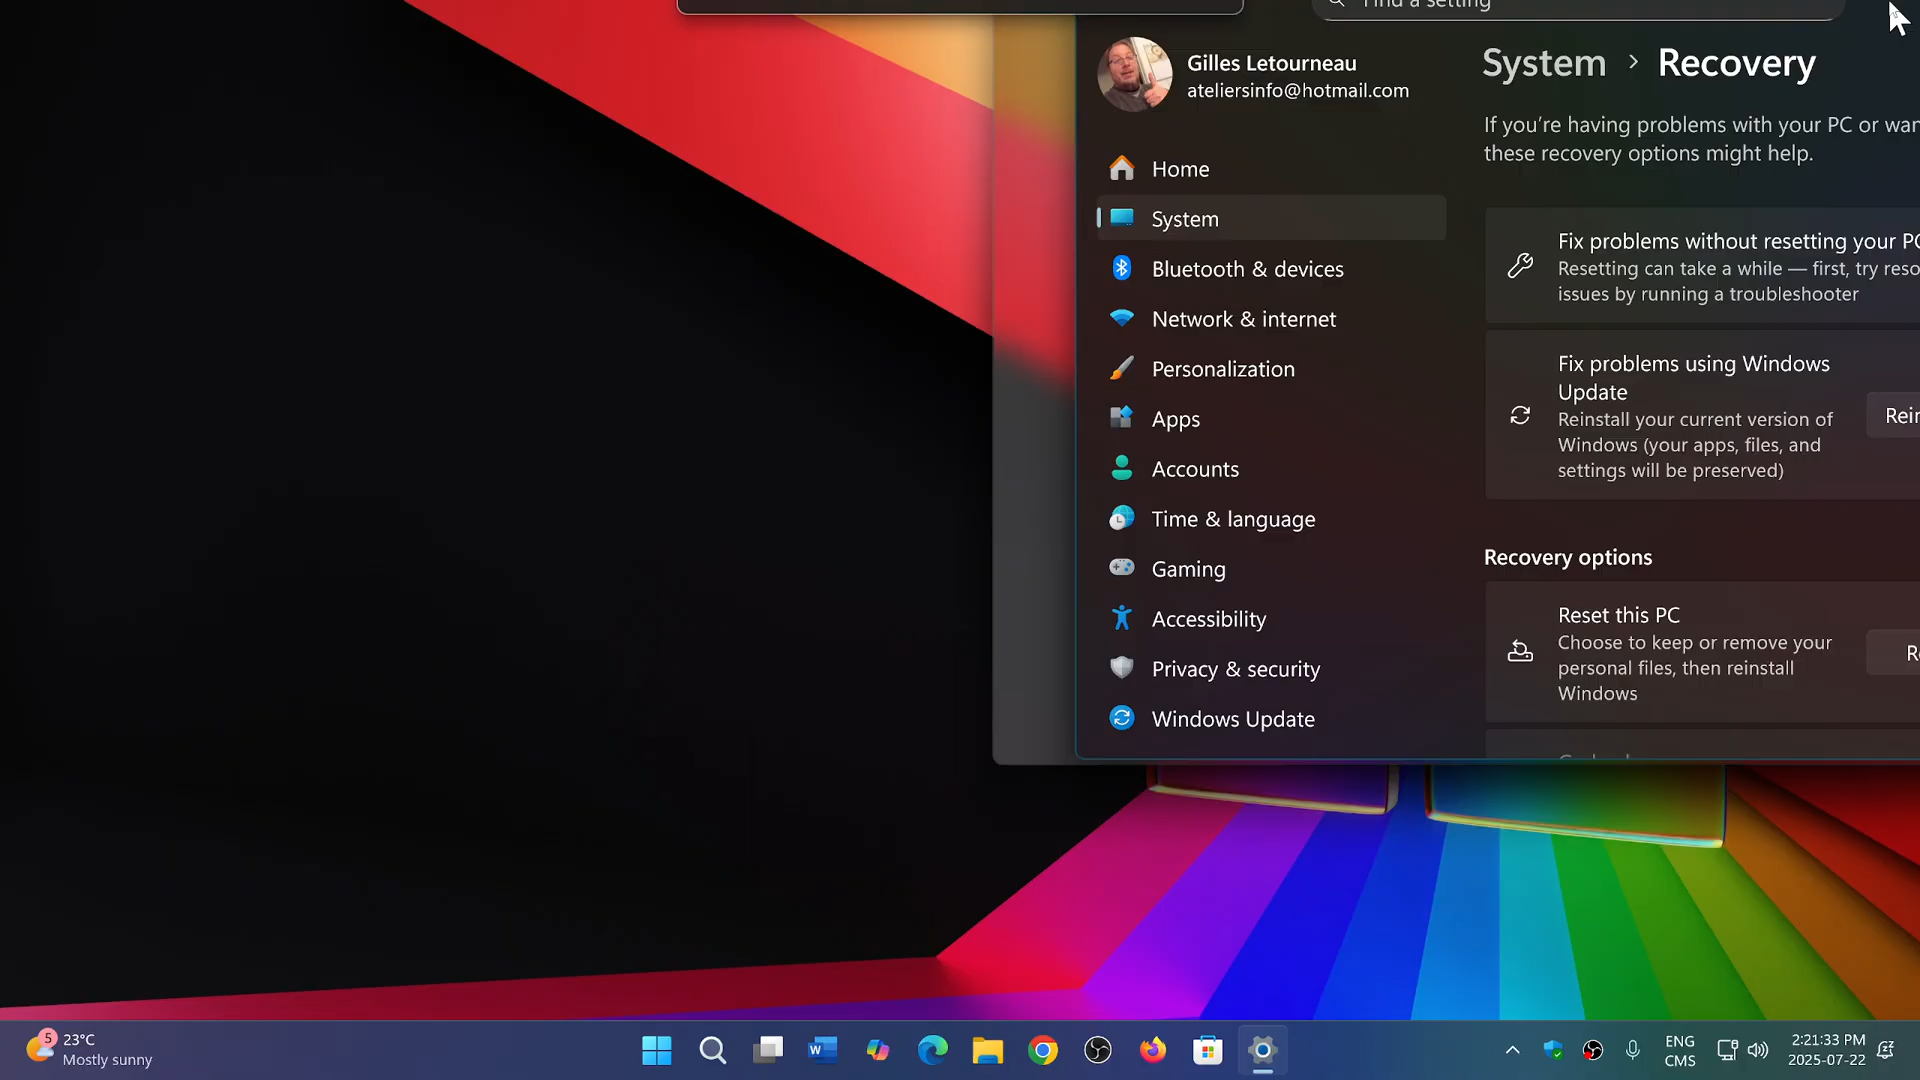 Find a setting
Gilles Letourneau
ateliersinfo@hotmail.com
Home
System
Bluetooth & devices
Network & internet
Personalization
Apps
Accounts
Time & language
Gaming
Accessibility
Privacy & security
Windows Update
System > Recovery
If you're having problems with your PC or
these recovery options might help.
Fix problems without resetting your PC
Resetting can take a while — first, try
issues by running a troubleshooter
Fix problems using Windows
Update
Reinstall your current version of
Windows (your apps, files, and
settings will be preserved)
Recovery options
Reset this PC
Choose to keep or remove your
personal files, then reinstall
Windows
5
23°C
Mostly sunny
ENG
CMS
2:21:33 PM
2025-07-22